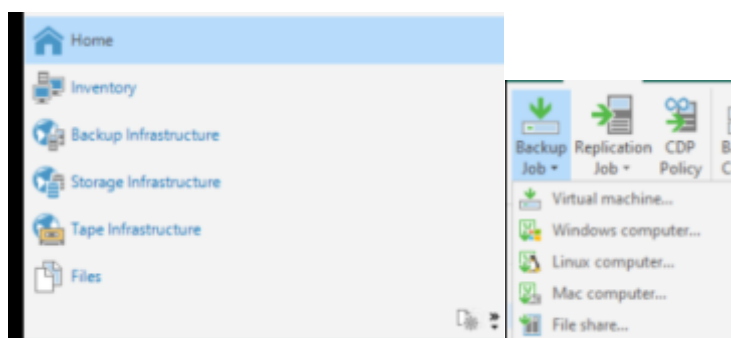 Home
Inventory
Backup Infrastructure
Storage Infrastructure
Tape Infrastructure
Files
Backup Job
Replication Job
CDP Policy
Virtual machine...
Windows computer...
Linux computer...
Mac computer...
File share...